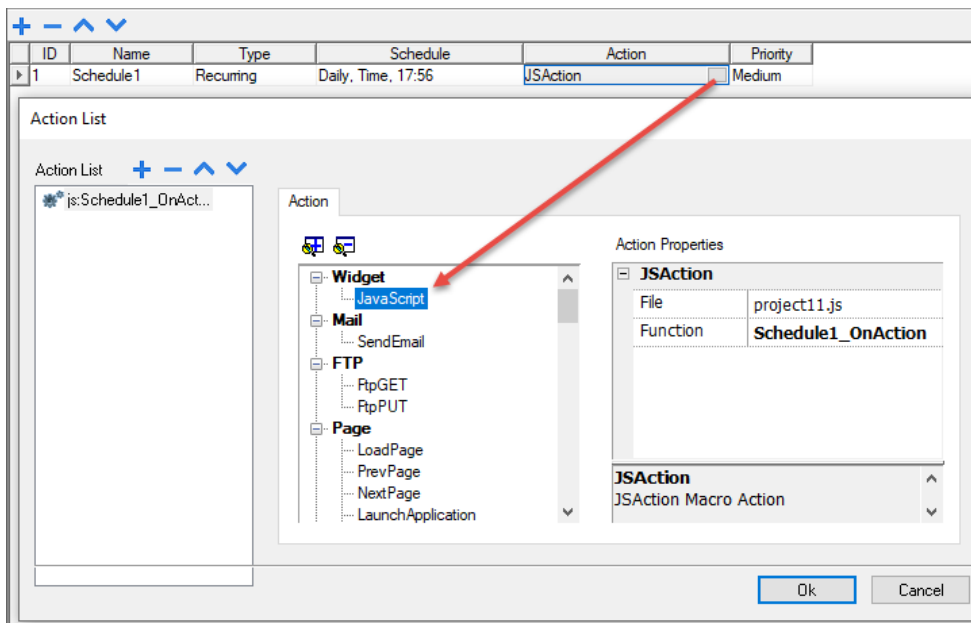 ID Name Type Schedule Action Priority
1 Schedule1 Recurring Daily, Time, 17:56 JSAction Medium
Action List
Action List
js:Schedule1_OnAct...
Action
Widget
JavaScript
Mail
SendEmail
FTP
FtpGET
FtpPUT
Page
LoadPage
PrevPage
NextPage
LaunchApplication
Action Properties
JSAction
File project11.js
Function Schedule1_OnAction
JSAction
JSAction Macro Action
Ok Cancel